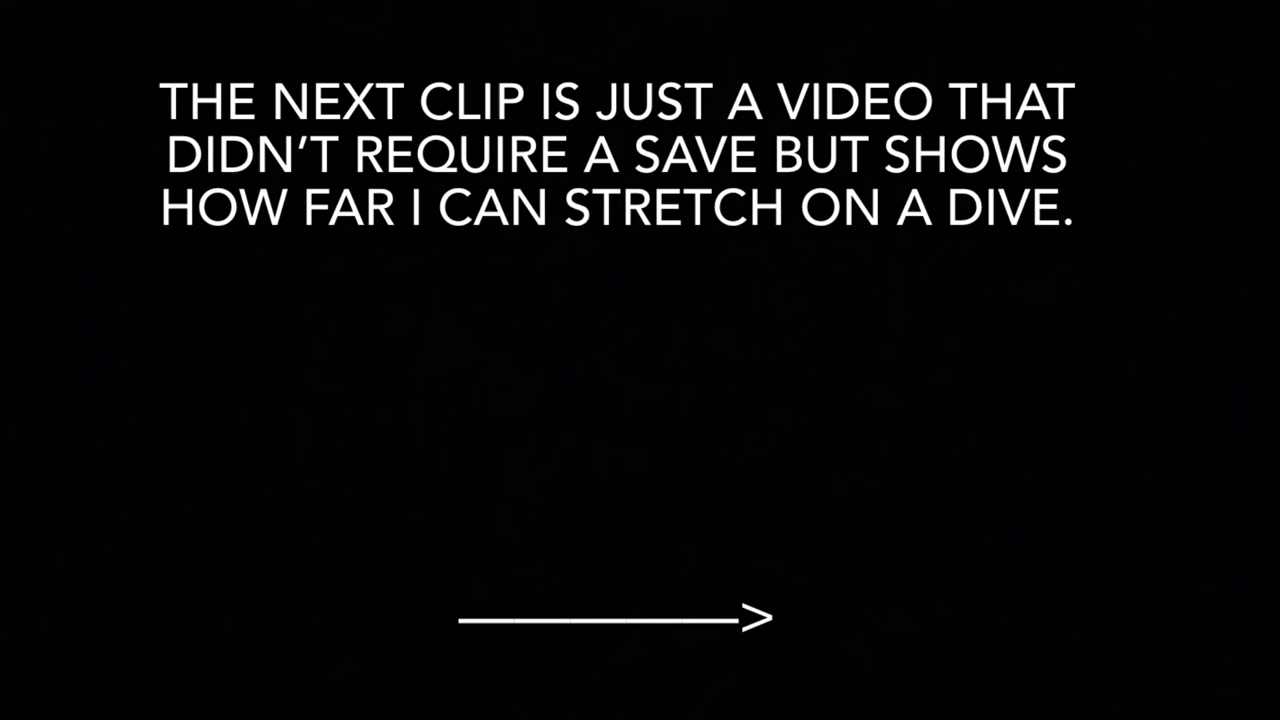 THE NEXT CLIP IS JUST A VIDEO THAT
DIDN’T REQUIRE A SAVE BUT SHOWS
HOW FAR I CAN STRETCH ON A DIVE.
—————>